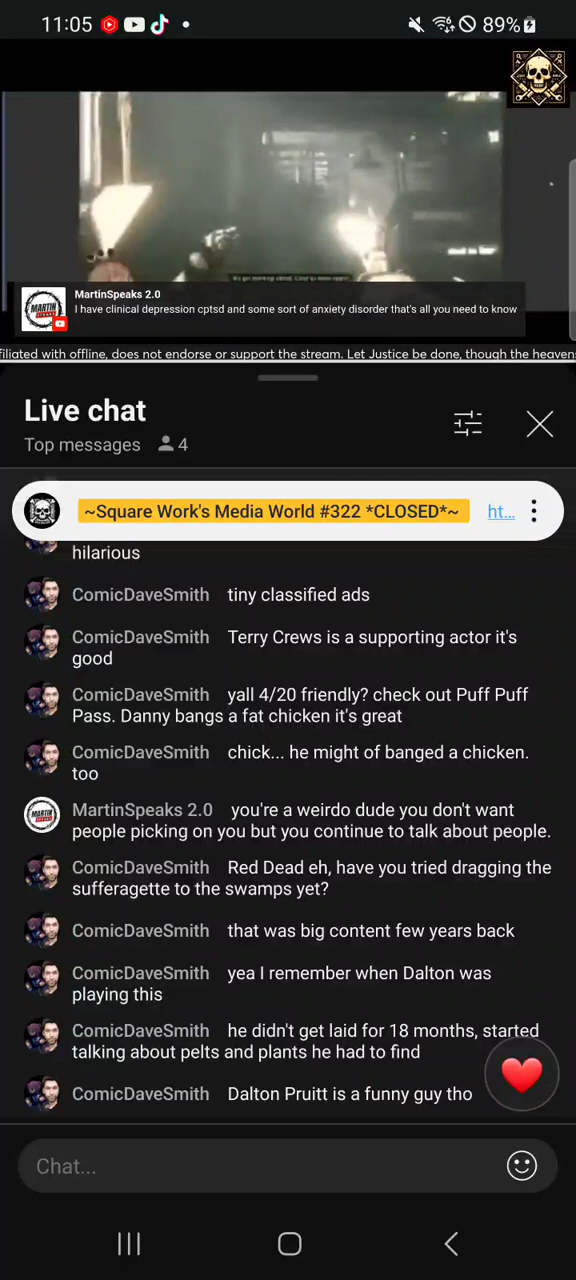 11:05
89%
MartinSpeaks 2.0
I have clinical depression cptsd and some sort of anxiety disorder that's all you need to know
filiated with offline, does not endorse or support the stream. Let Justice be done, though the heavens
Live chat
Top messages 4
~Square Work's Media World #322 *CLOSED*~ ht...
hilarious
ComicDaveSmith tiny classified ads
ComicDaveSmith Terry Crews is a supporting actor it's
good
ComicDaveSmith yall 4/20 friendly? check out Puff Puff
Pass. Danny bangs a fat chicken it's great
ComicDaveSmith chick... he might of banged a chicken.
too
MartinSpeaks 2.0 you're a weirdo dude you don't want
people picking on you but you continue to talk about people.
ComicDaveSmith Red Dead eh, have you tried dragging the
sufferagette to the swamps yet?
ComicDaveSmith that was big content few years back
ComicDaveSmith yea I remember when Dalton was
playing this
ComicDaveSmith he didn't get laid for 18 months, started
talking about pelts and plants he had to find
ComicDaveSmith Dalton Pruitt is a funny guy tho
Chat...